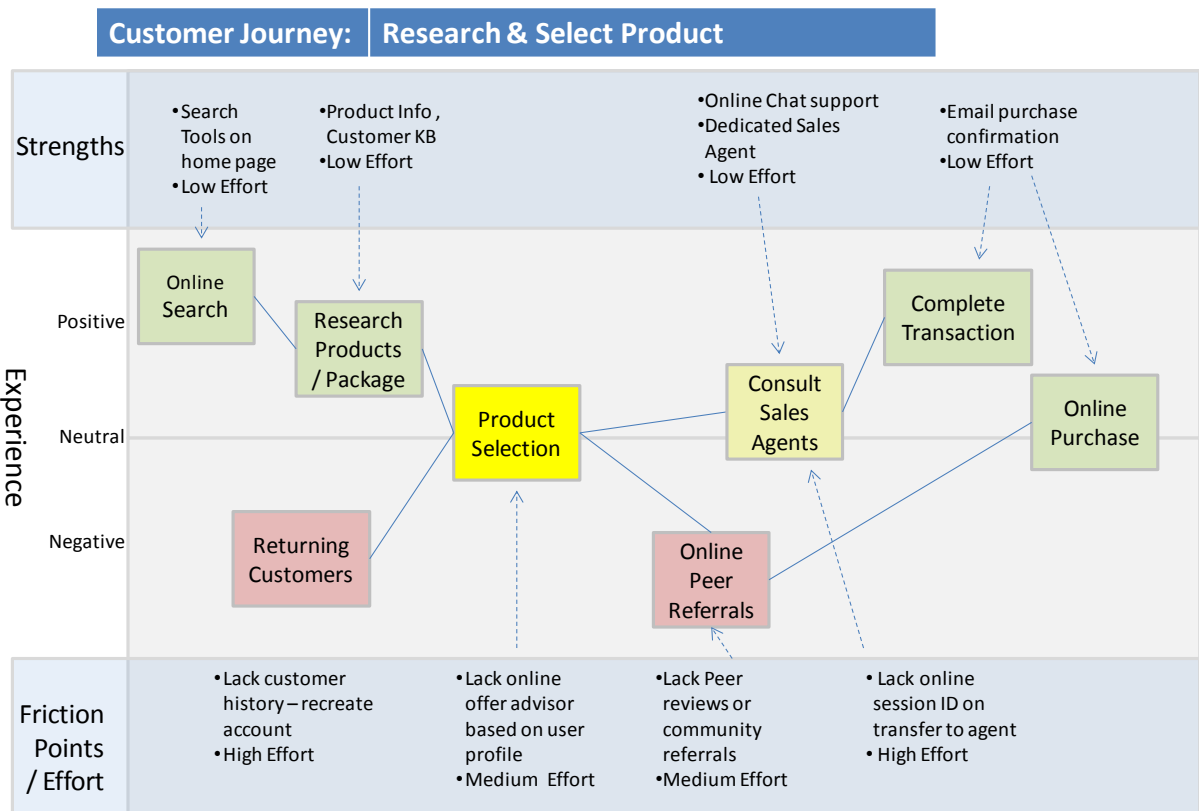 Customer Journey: Research & Select Product
Strengths
•Search
Tools on
home page
•Low Effort
•Product Info ,
Customer KB
•Low Effort
•Online Chat support
•Dedicated Sales
Agent
• Low Effort
•Email purchase
confirmation
•Low Effort
Experience
Positive
Neutral
Negative
Online
Search
Research
Products
/ Package
Product
Selection
Returning
Customers
Consult
Sales
Agents
Online
Peer
Referrals
Complete
Transaction
Online
Purchase
Friction
Points
/ Effort
•Lack customer
history – recreate
account
•High Effort
•Lack online
offer advisor
based on user
profile
•Medium Effort
•Lack Peer
reviews or
community
referrals
•Medium Effort
• Lack online
session ID on
transfer to agent
• High Effort